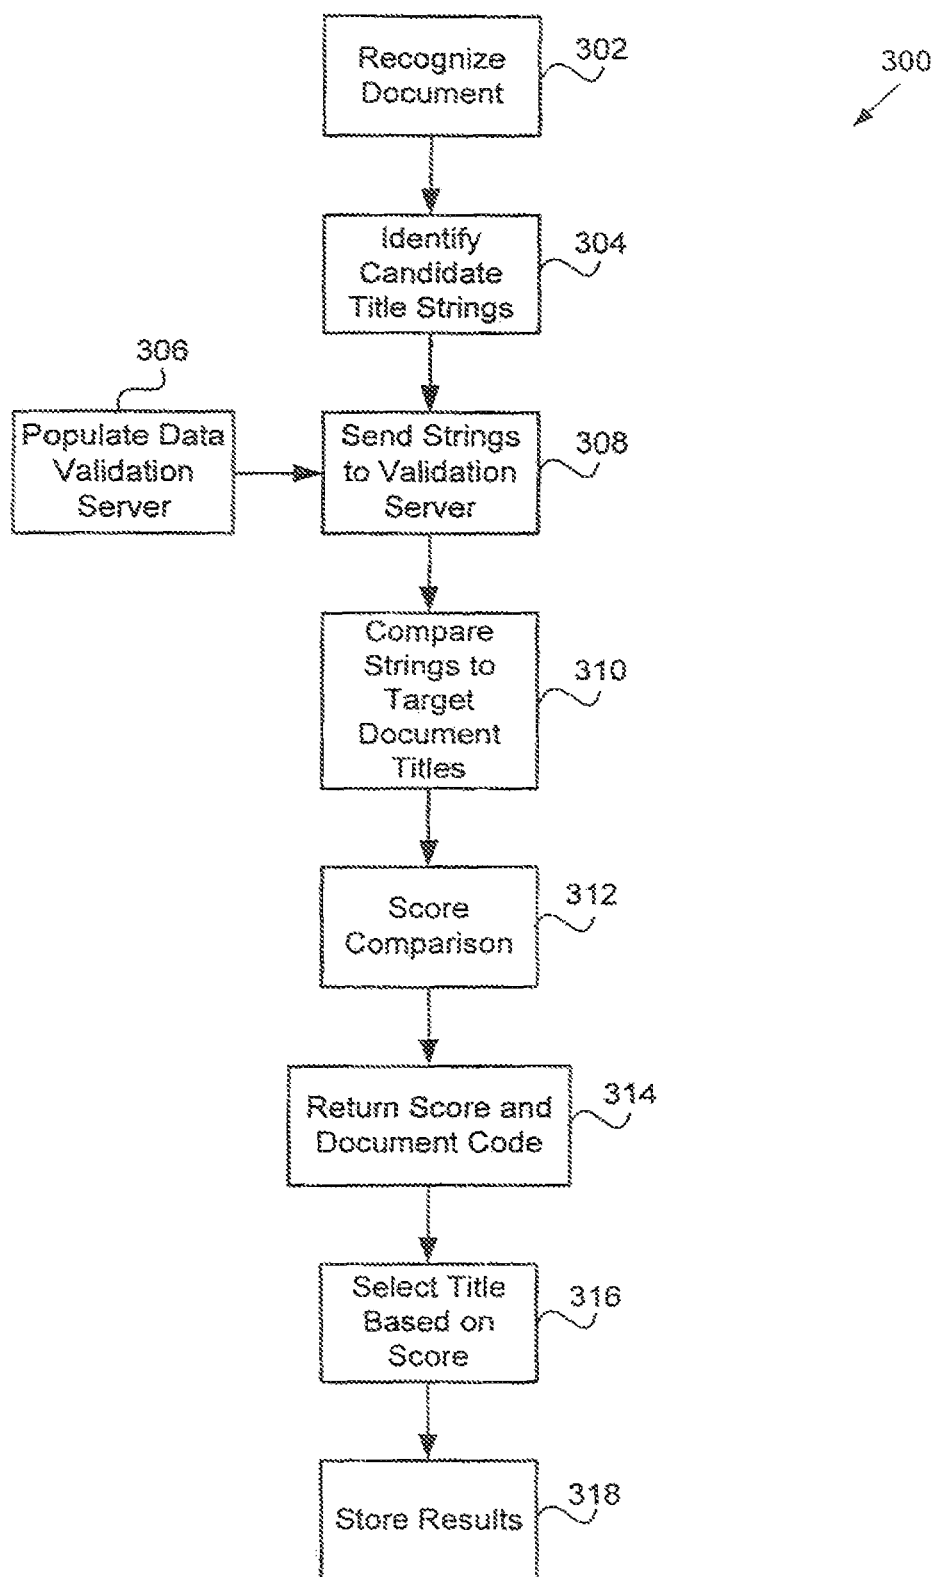 Recognize
Document
302
300
Identify
Candidate
Title Strings
304
306
Populate Data
Validation
Server
Send Strings
to Validation
Server
308
Compare
Strings to
Target
Document
Titles
310
Score
Comparison
312
Return Score and
Document Code
314
Select Title
Based on
Score
316
Store Results
318